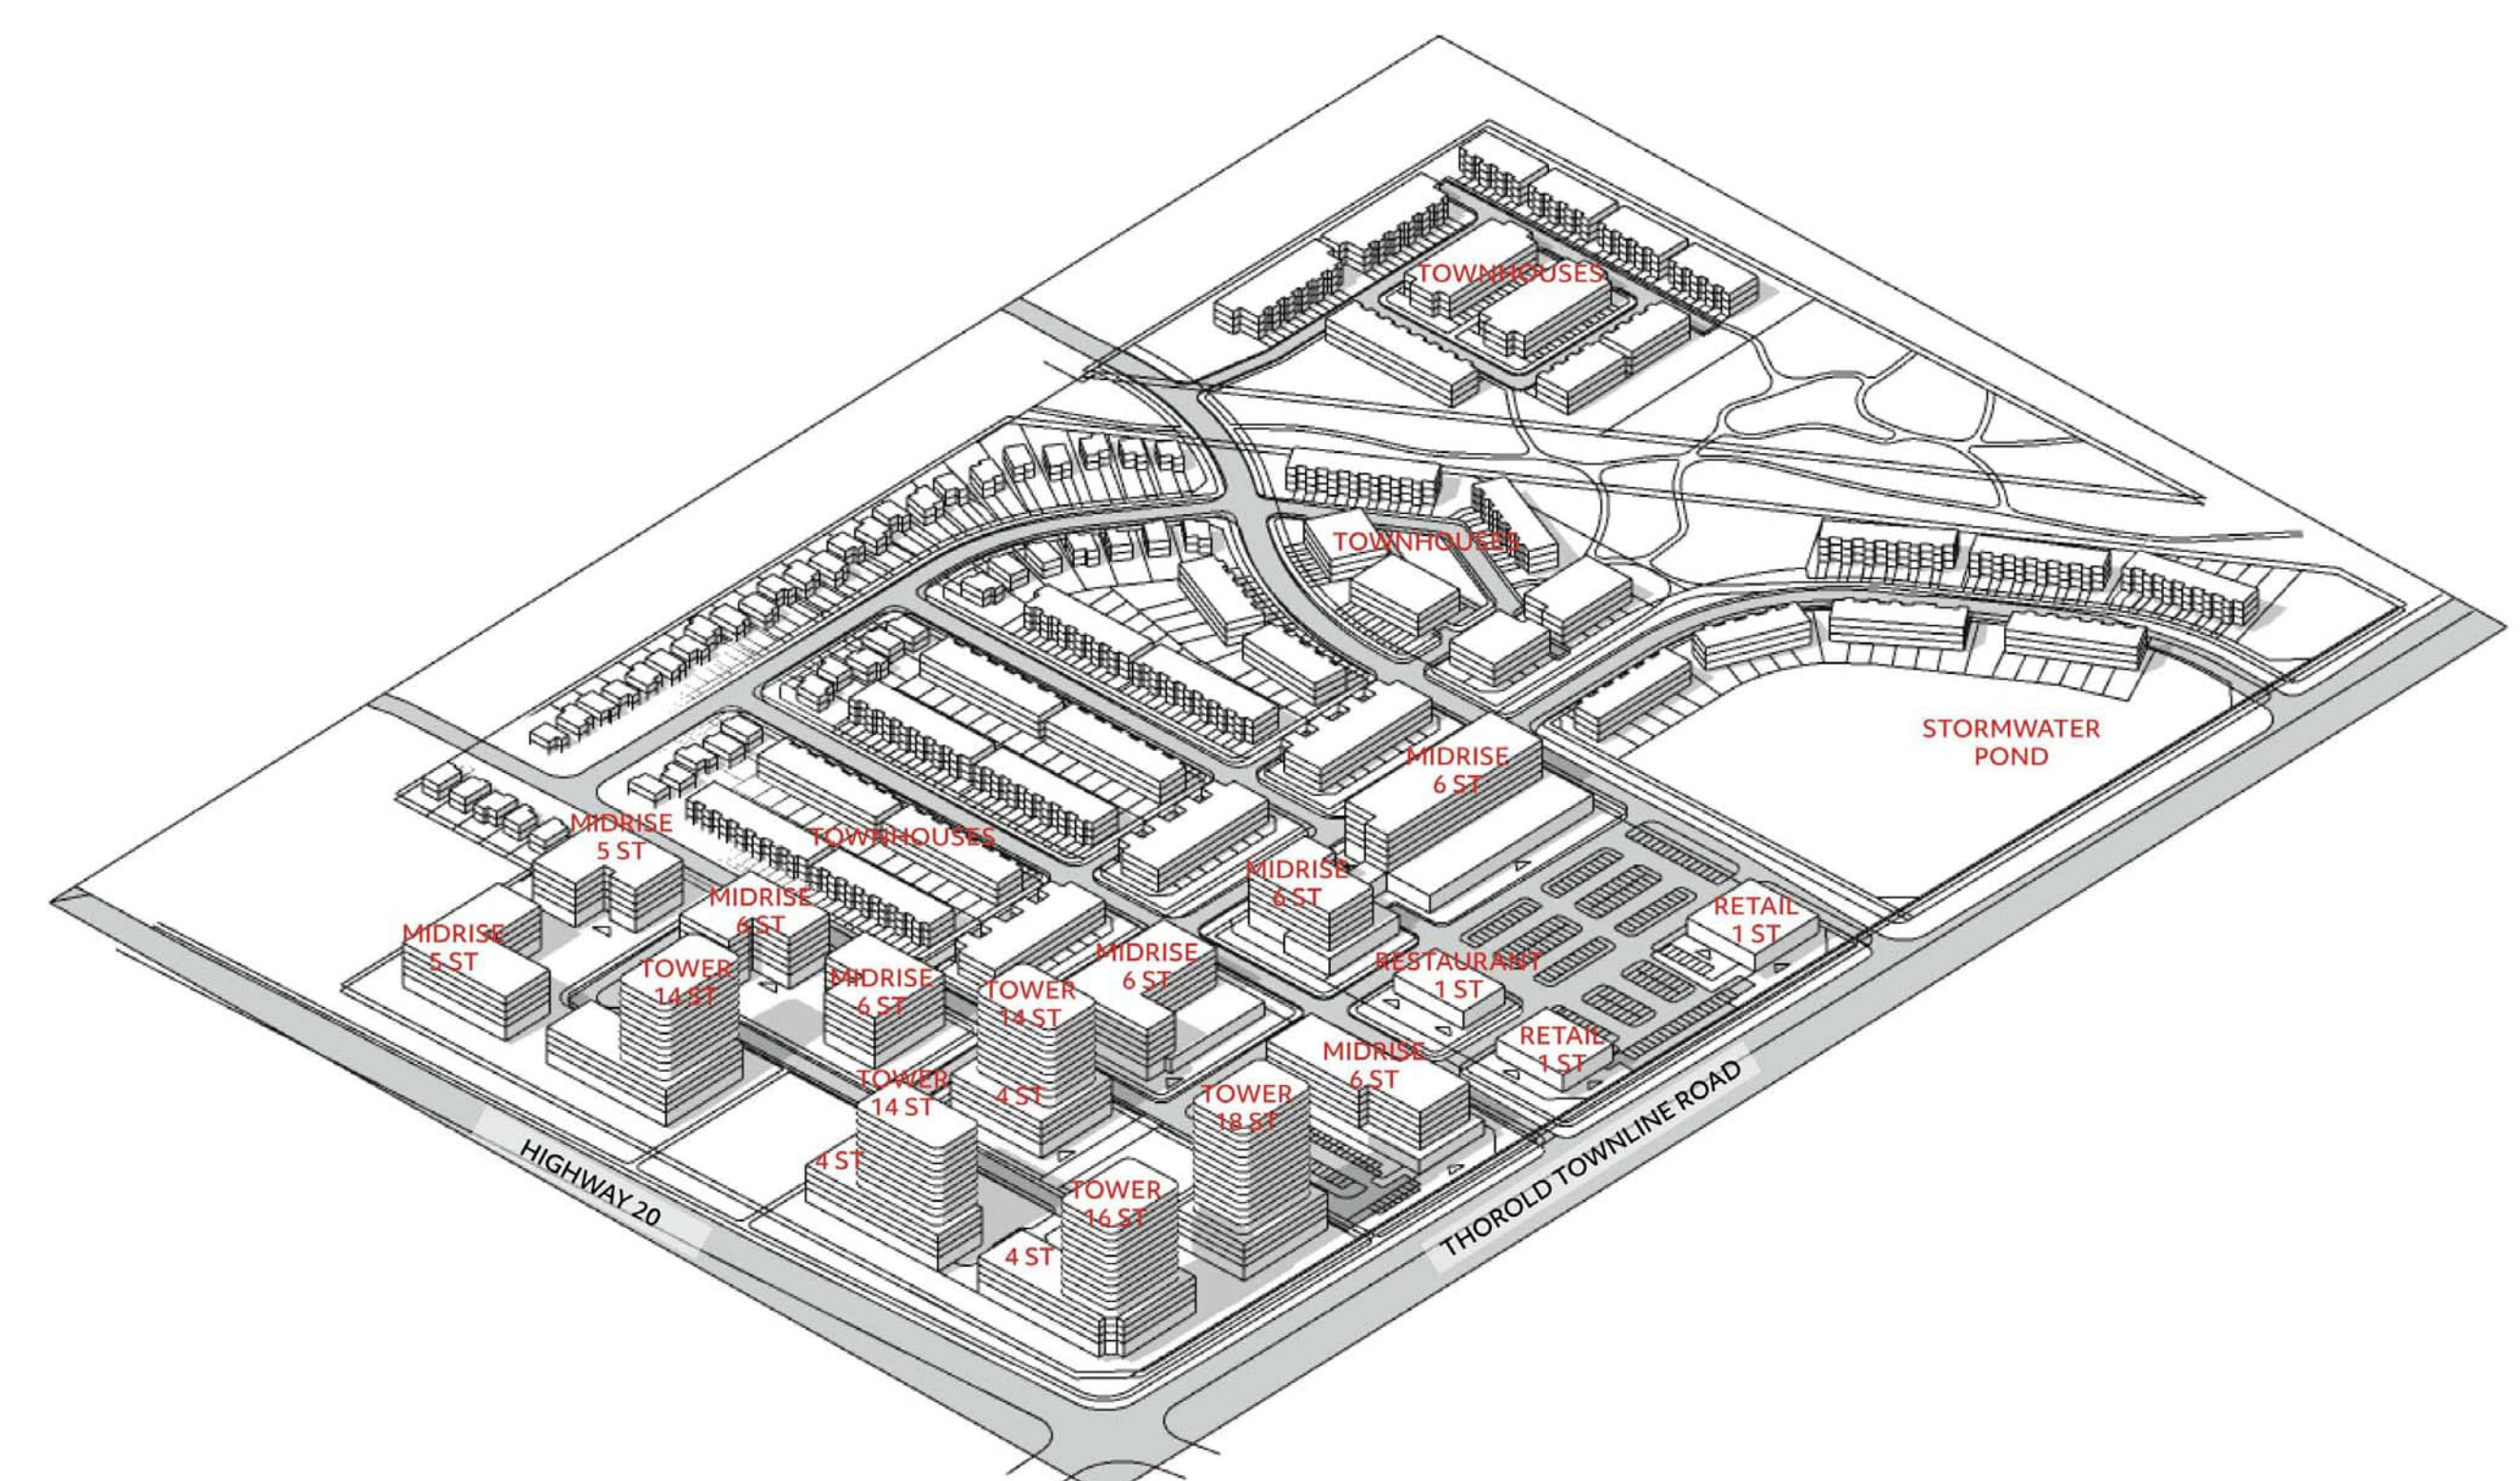 TOWNHOUSES
TOWNHOUSES
STORMWATER
POND
MIDRISE
6 ST
MIDRISE
5 ST
TOWNHOUSES
MIDRISE
6 ST
MIDRISE
6 ST
RETAIL
1 ST
MIDRISE
5 ST
MIDRISE
6 ST
RESTAURANT
1 ST
TOWER
14 ST
MIDRISE
6 ST
TOWER
14 ST
4 ST
RETAIL
1 ST
MIDRISE
6 ST
TOWER
14 ST
4 ST
TOWER
18 ST
TOWER
16 ST
4 ST
HIGHWAY 20
THOROLD TOWNLINE ROAD